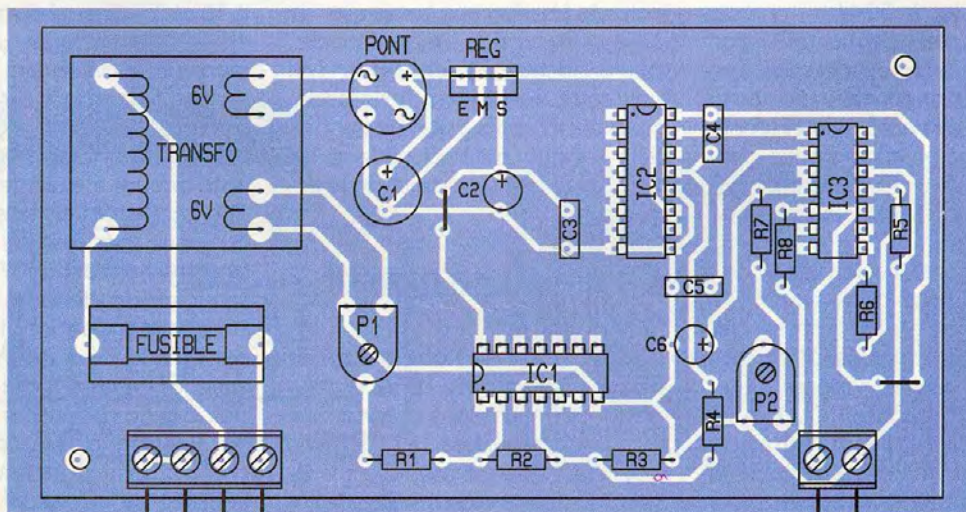 PONT
REG
6V
E M S
TRANSFO
C1
C2
C3
C4
IC2
IC3
6V
R7
R8
R5
C5
R6
P1
FUSIBLE
C6
IC1
P2
R4
R1
R2
R3